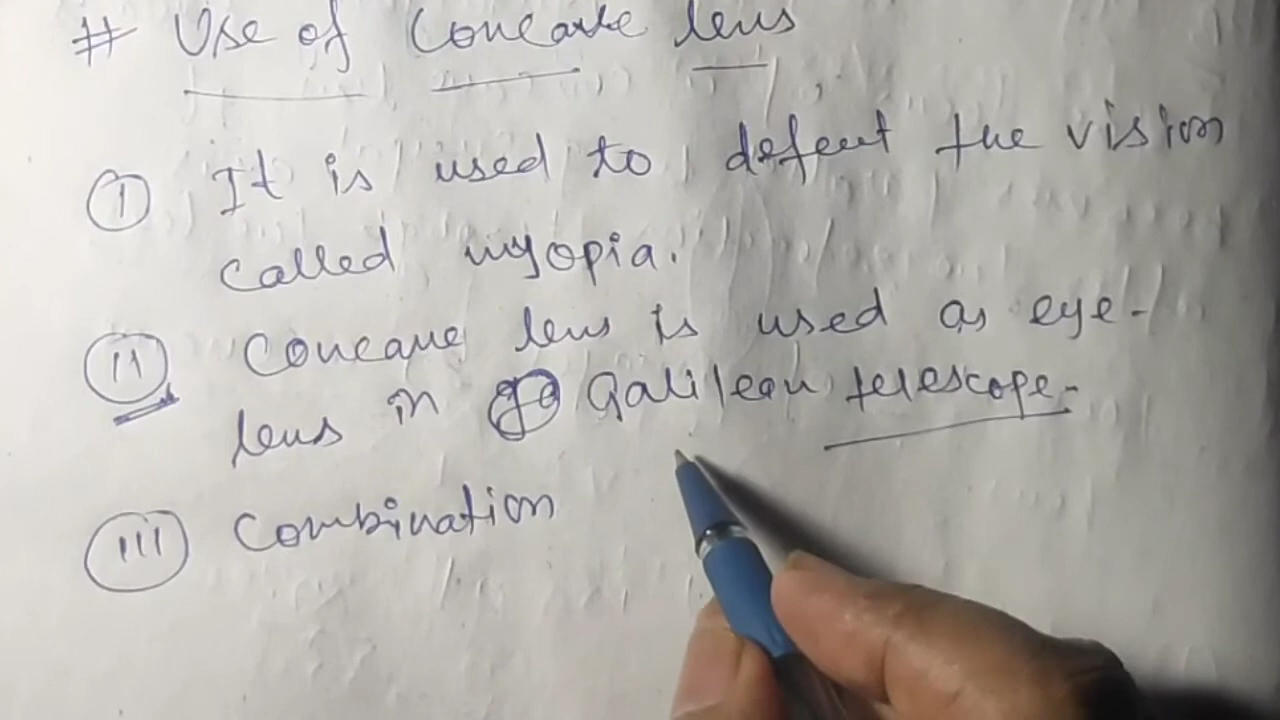 # Use of Concave lens
I It is used to defect the vision
called myopia.
II Concave lens is used as eye-
lens in Galilean telescope.
III Combination